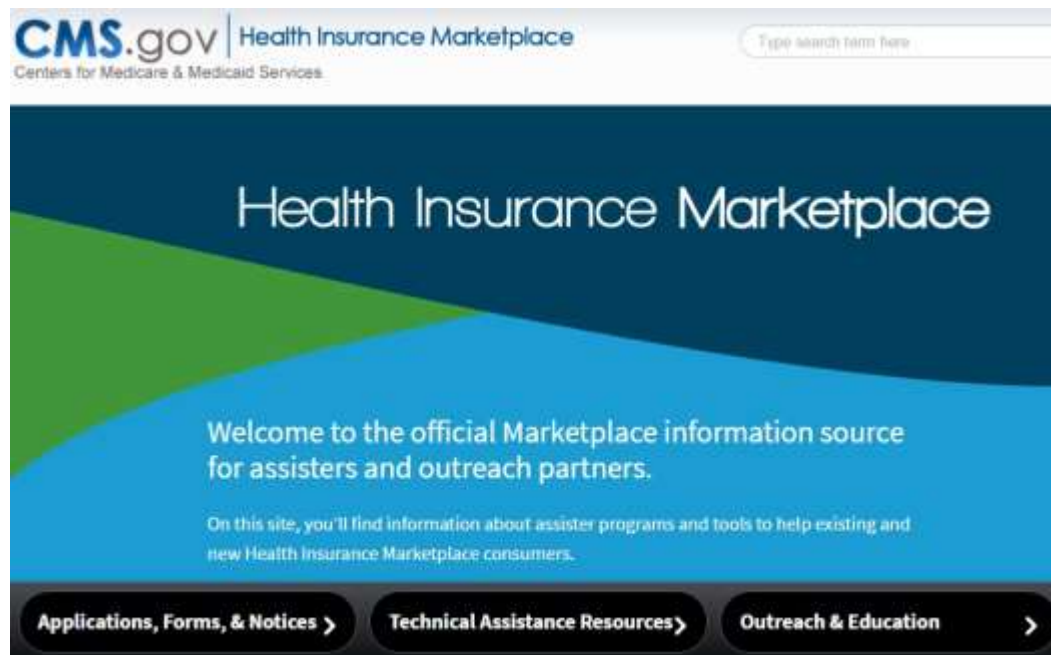 CMS.gov Health Insurance Marketplace
Type search term here
Centers for Medicare & Medicaid Services
Health Insurance Marketplace
Welcome to the official Marketplace information source
for assisters and outreach partners.
On this site, you'll find information about assister programs and tools to help existing and
new Health Insurance Marketplace consumers.
Applications, Forms, & Notices ❯
Technical Assistance Resources ❯
Outreach & Education ❯